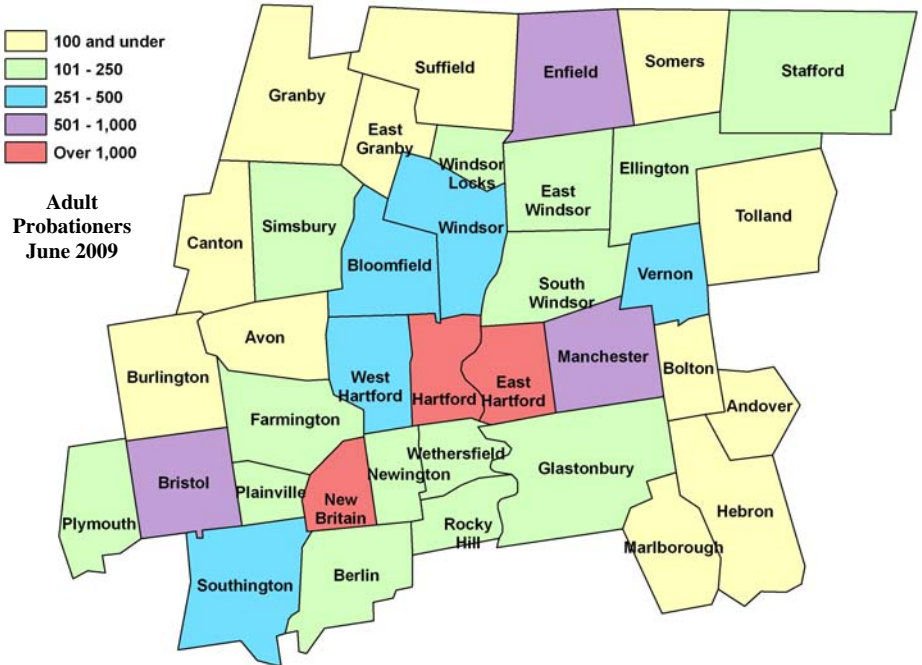 100 and under
101 - 250
251 - 500
501 - 1,000
Over 1,000
Adult
Probationers
June 2009
Granby
Suffield
Enfield
Somers
Stafford
East
Granby
Windsor
Locks
East
Windsor
Ellington
Tolland
Canton
Simsbury
Bloomfield
Windsor
South
Windsor
Vernon
Avon
Burlington
West
Hartford
Hartford
East
Hartford
Manchester
Bolton
Andover
Farmington
Bristol
Plainville
New
Britain
Newington
Wethersfield
Glastonbury
Plymouth
Rocky
Hill
Hebron
Marlborough
Southington
Berlin